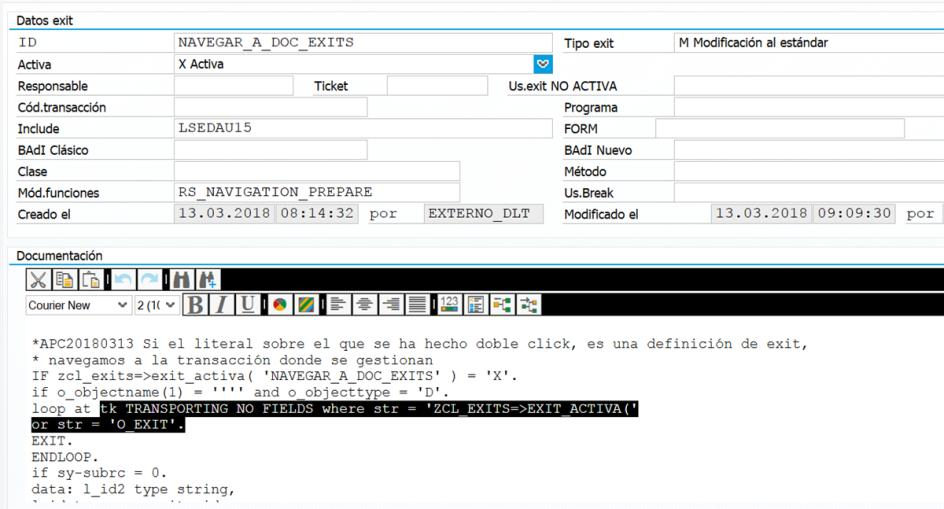 Datos exit
ID NAVEGAR_A_DOC_EXITS Tipo exit M Modificación al estándar
Activa X Activa
Responsable Ticket Us.exit NO ACTIVA
Cód.transacción Programa
Include LSEDAU15 FORM
BAdI Clásico BAdI Nuevo
Clase Método
Mód.funciones RS_NAVIGATION_PREPARE Us.Break
Creado el 13.03.2018 08:14:32 por EXTERNO_DLT Modificado el 13.03.2018 09:09:30 por
Documentación
Courier New 2 (1( B I U 123
*APC20180313 Si el literal sobre el que se ha hecho doble click, es una definición de exit,
* navegamos a la transacción donde se gestionan
IF zcl_exits=>exit_activa( 'NAVEGAR_A_DOC_EXITS' ) = 'X'.
if o_objectname(1) = '''' and o_objecttype = 'D'.
loop at tk TRANSPORTING NO FIELDS where str = 'ZCL_EXITS=>EXIT_ACTIVA('
or str = 'O_EXIT'.
EXIT.
ENDLOOP.
if sy-subrc = 0.
data: l_id2 type string,